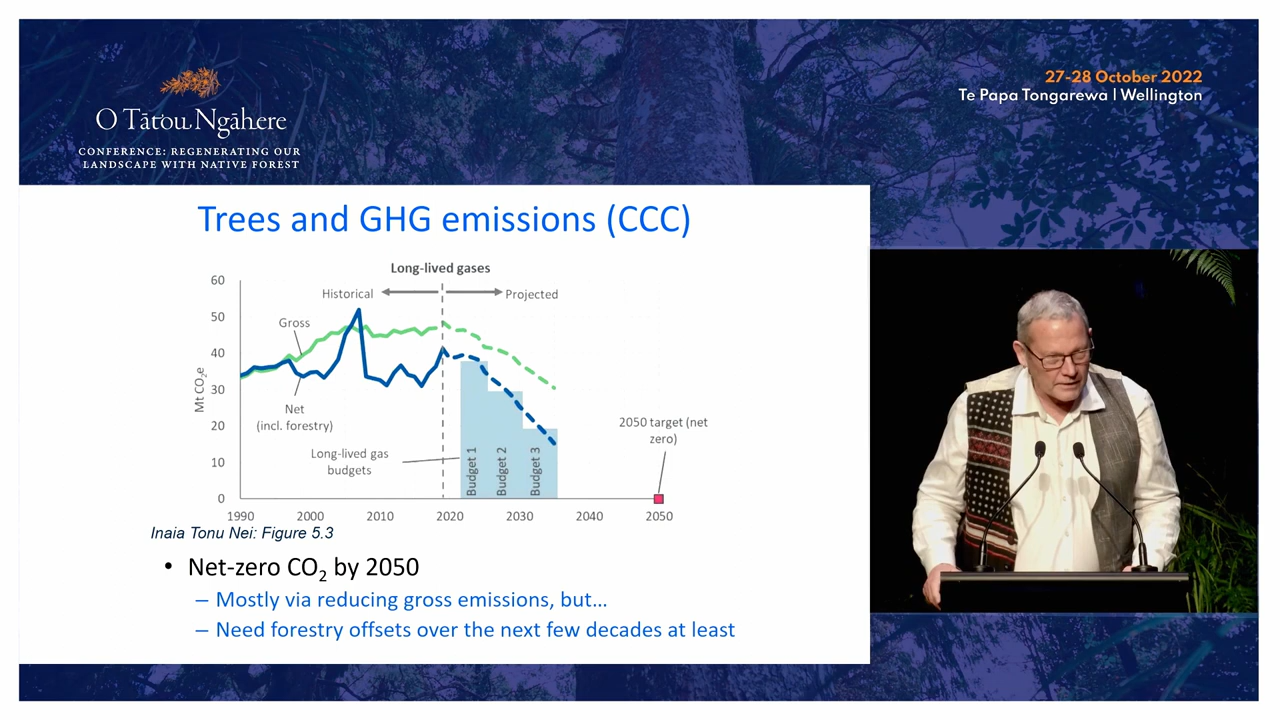 O Tātou Ngāhere
CONFERENCE: REGENERATING OUR
LANDSCAPE WITH NATIVE FOREST
27-28 October 2022
Te Papa Tongarewa | Wellington
Trees and GHG emissions (CCC)
Long-lived gases
Historical
Projected
Gross
Net
(incl. forestry)
Long-lived gas
budgets
Budget 1
Budget 2
Budget 3
2050 target (net
zero)
Mt CO₂e
60
50
40
30
20
10
0
1990
2000
2010
2020
2030
2040
2050
Inaia Tonu Nei: Figure 5.3
• Net-zero CO₂ by 2050
– Mostly via reducing gross emissions, but...
– Need forestry offsets over the next few decades at least